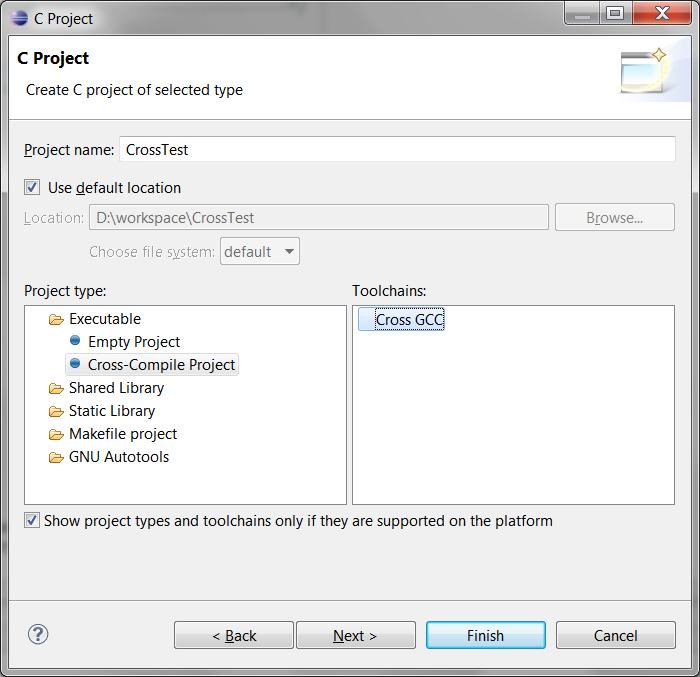 C Project
C Project
Create C project of selected type
Project name: CrossTest
Use default location
Location: D:\workspace\CrossTest Browse...
Choose file system: default
Project type: Toolchains:
Executable Cross GCC
Empty Project
Cross-Compile Project
Shared Library
Static Library
Makefile project
GNU Autotools
Show project types and toolchains only if they are supported on the platform
? < Back Next > Finish Cancel